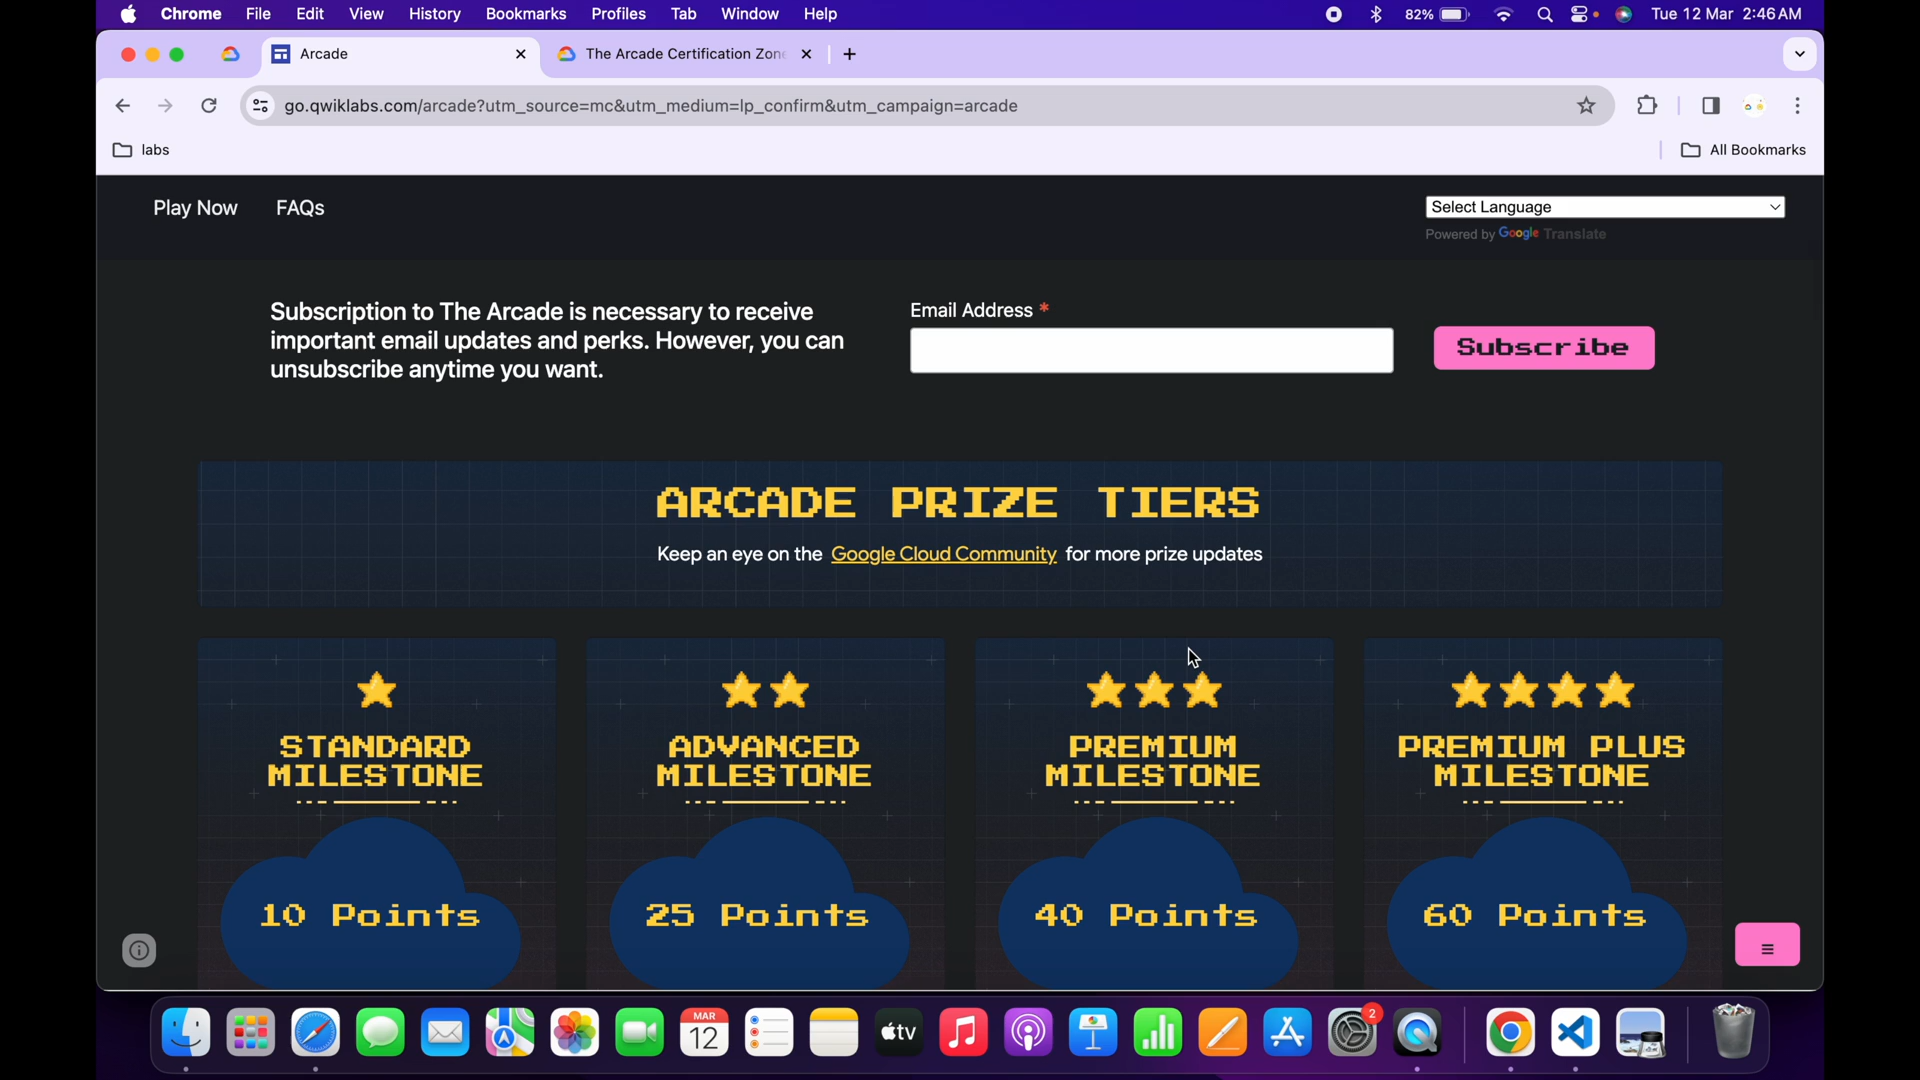 Chrome File Edit View History Bookmarks Profiles Tab Window Help 82% Tue 12 Mar 2:46 AM
Arcade The Arcade Certification Zone
go.qwiklabs.com/arcade?utm_source=mc&utm_medium=lp_confirm&utm_campaign=arcade
labs All Bookmarks
Play Now FAQs Select Language
Powered by Google Translate
Subscription to The Arcade is necessary to receive
important email updates and perks. However, you can
unsubscribe anytime you want.
Email Address *
Subscribe
ARCADE PRIZE TIERS
Keep an eye on the Google Cloud Community for more prize updates
STANDARD
MILESTONE
10 Points
ADVANCED
MILESTONE
25 Points
PREMIUM
MILESTONE
40 Points
PREMIUM PLUS
MILESTONE
60 Points
MAR
12
tv
2